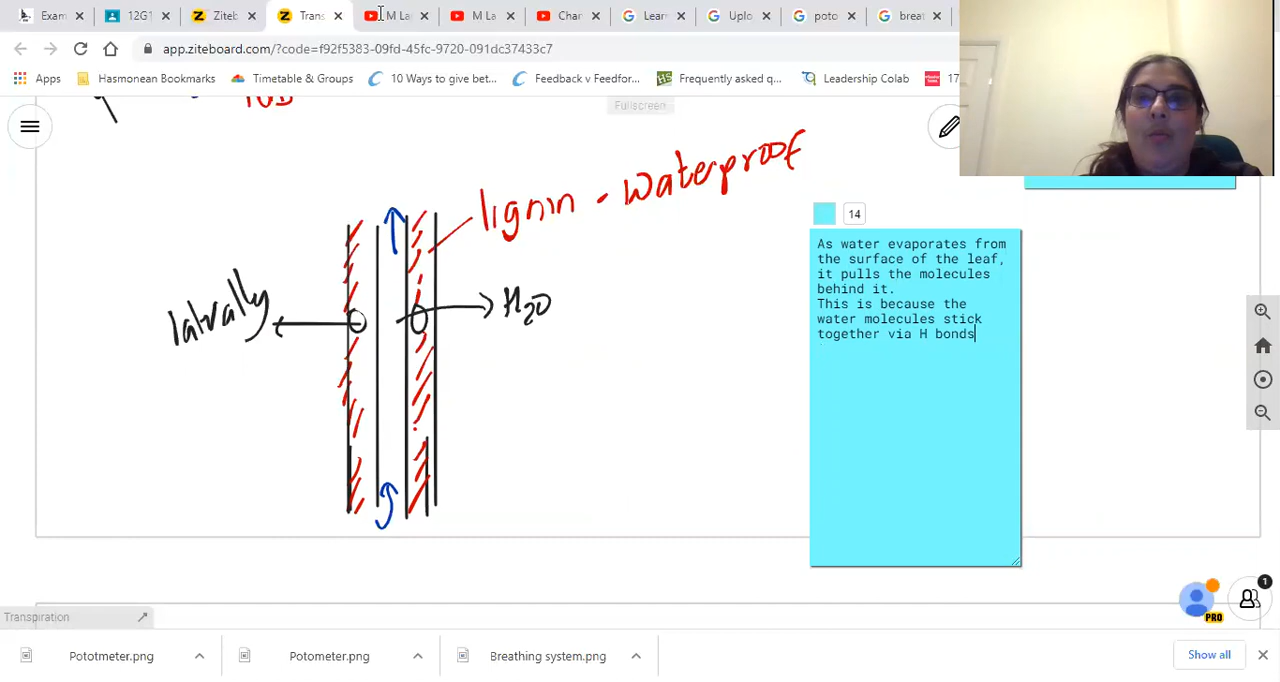 Exam
12G1
Ziteb
Trans
M La
M La
Char
Learn
Uplo
poto
breat
app.ziteboard.com/?code=f92f5383-09fd-45fc-9720-091dc37433c7
Apps
Hasmonean Bookmarks
Timetable & Groups
10 Ways to give bet...
Feedback v Feedfor...
Frequently asked q...
Leadership Colab
17
Fullscreen
lignin - waterproof
laterally
H2O
14
As water evaporates from
the surface of the leaf,
it pulls the molecules
behind it.
This is because the
water molecules stick
together via H bonds
1
PRO
Transpiration
Pototmeter.png
Potometer.png
Breathing system.png
Show all